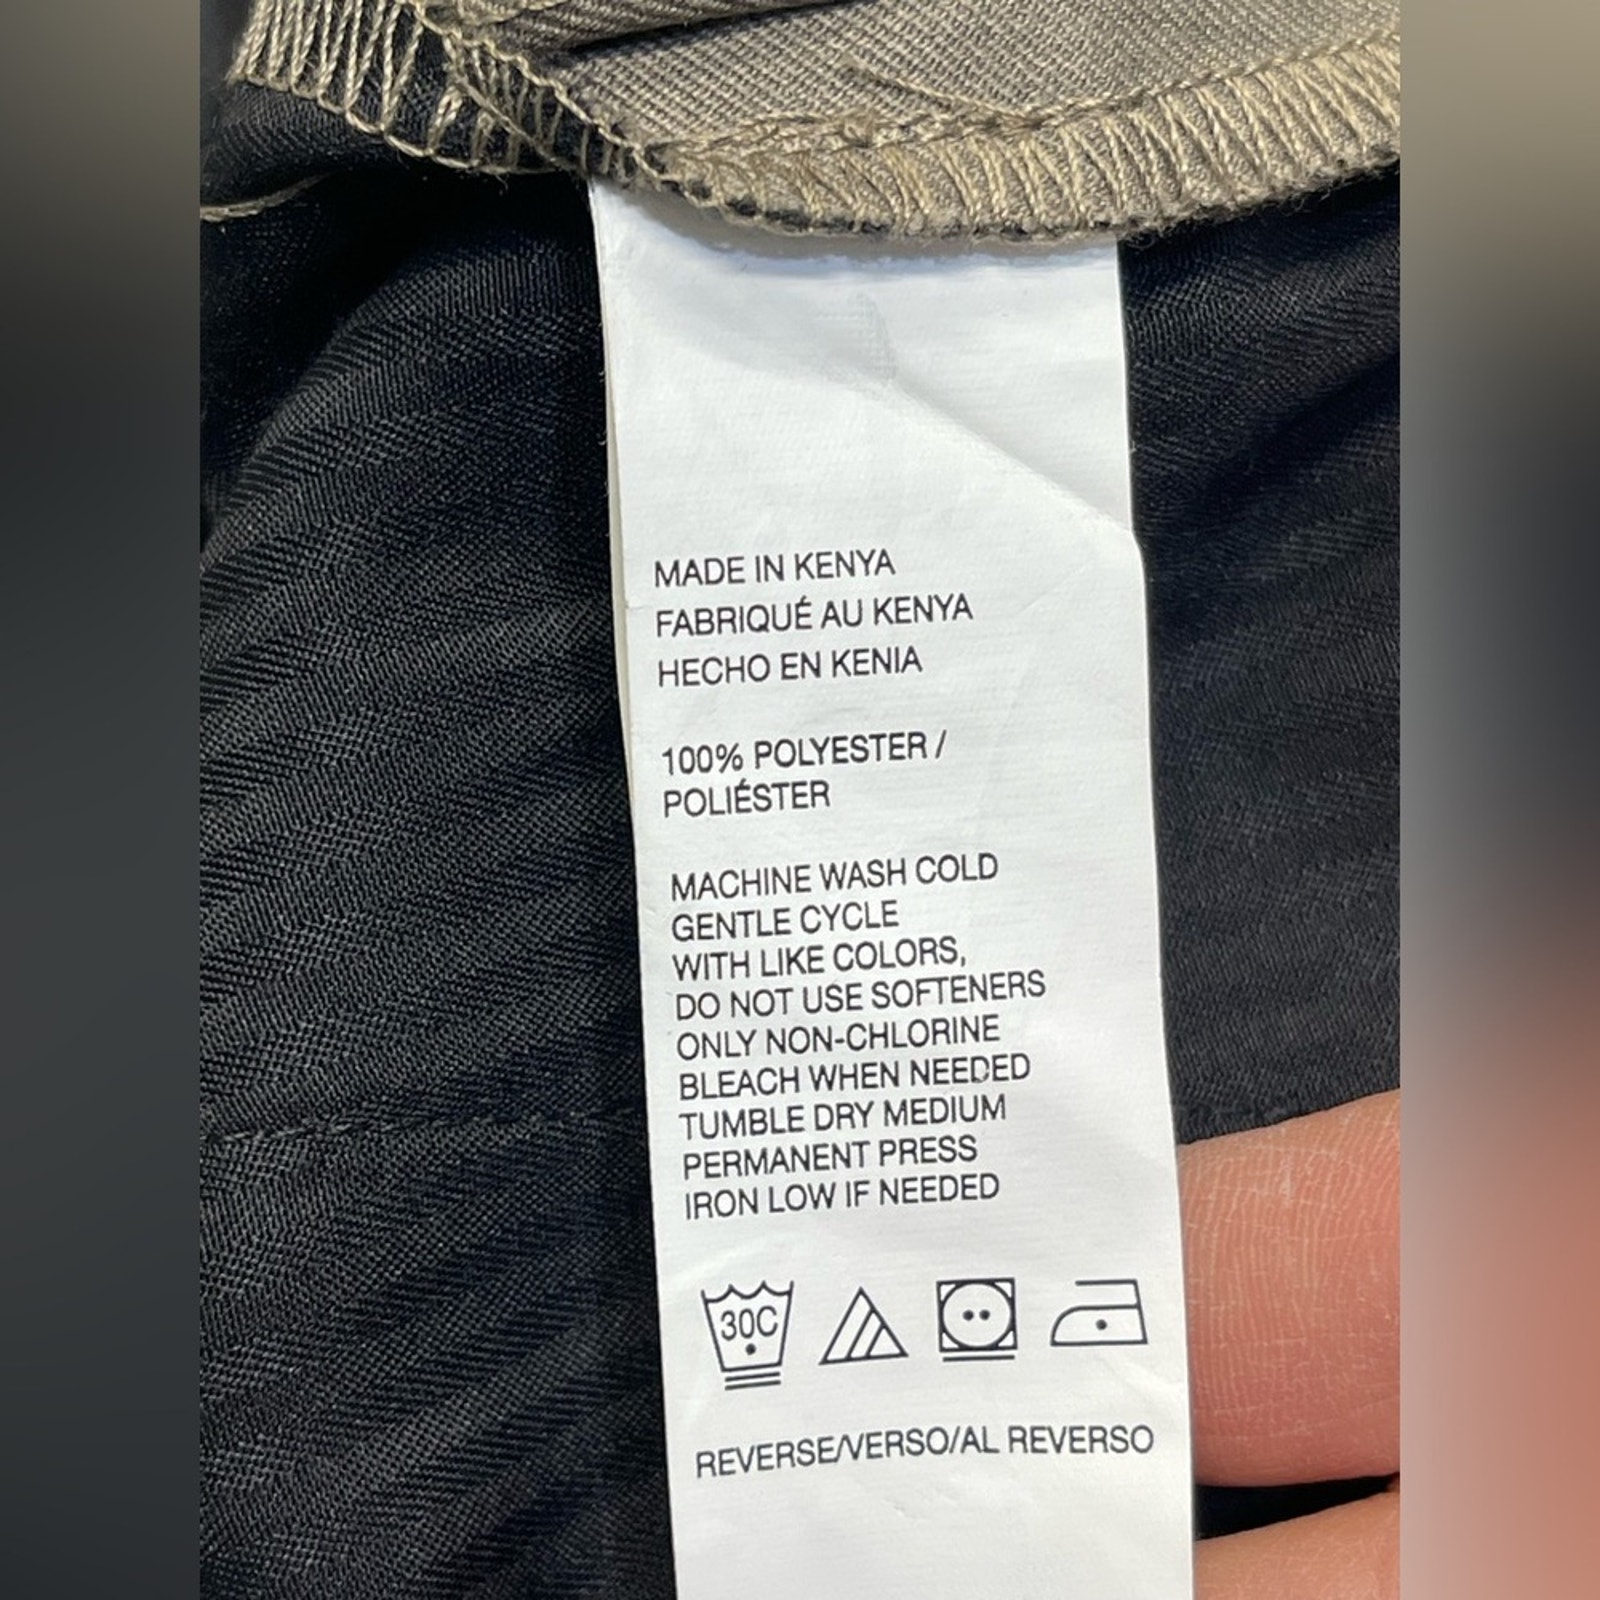 MADE IN KENYA
FABRIQUÉ AU KENYA
HECHO EN KENIA
100% POLYESTER /
POLIÉSTER
MACHINE WASH COLD
GENTLE CYCLE
WITH LIKE COLORS,
DO NOT USE SOFTENERS
ONLY NON-CHLORINE
BLEACH WHEN NEEDED
TUMBLE DRY MEDIUM
PERMANENT PRESS
IRON LOW IF NEEDED
30C
REVERSE/VERSO/AL REVERSO